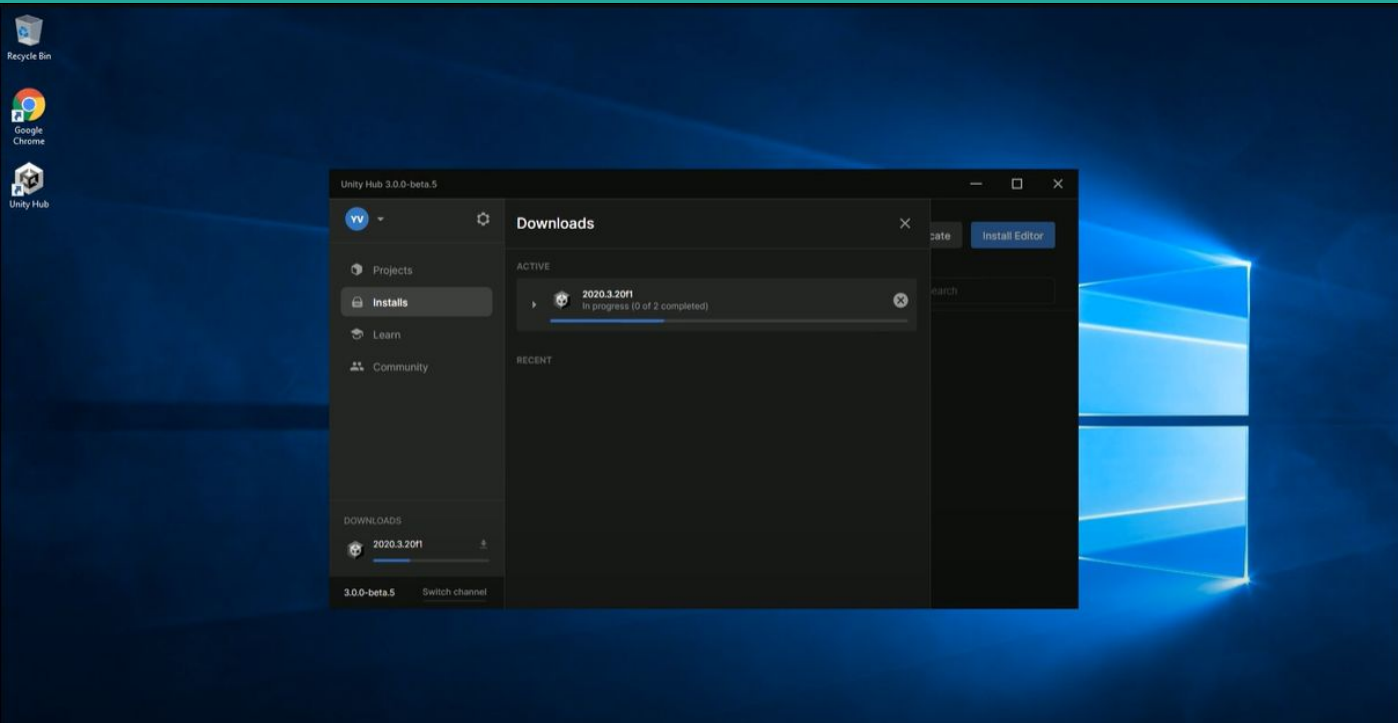 Recycle Bin
Google
Chrome
Unity Hub
Unity Hub 3.0.0-beta.5
YV
Projects
Installs
Learn
Community
DOWNLOADS
2020.3.20f1
3.0.0-beta.5 Switch channel
Downloads
ACTIVE
2020.3.20f1
In progress (0 of 2 completed)
RECENT
cate Install Editor
earch